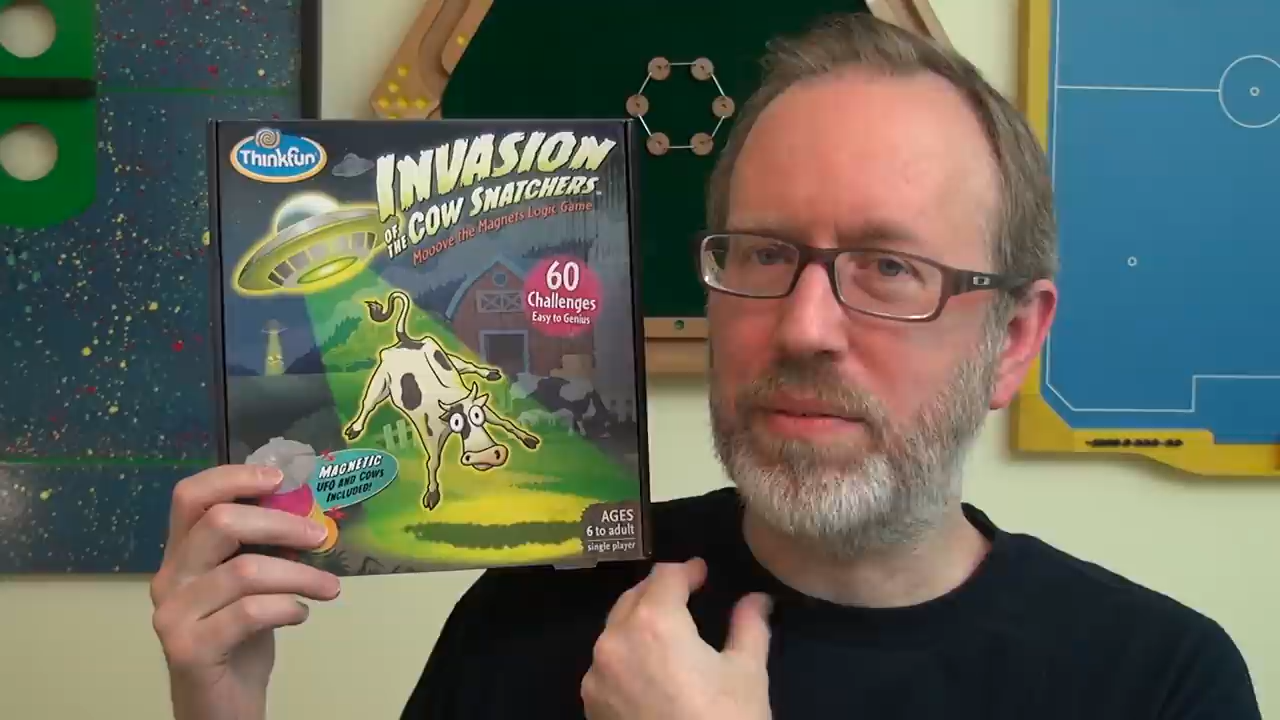 ThinkFun
INVASION
OF THE COW SNATCHERS
Mooove the Magnets Logic Game
60
Challenges
Easy to Genius
MAGNETIC
UFO AND COWS
INCLUDED!
AGES
6 to adult
single player